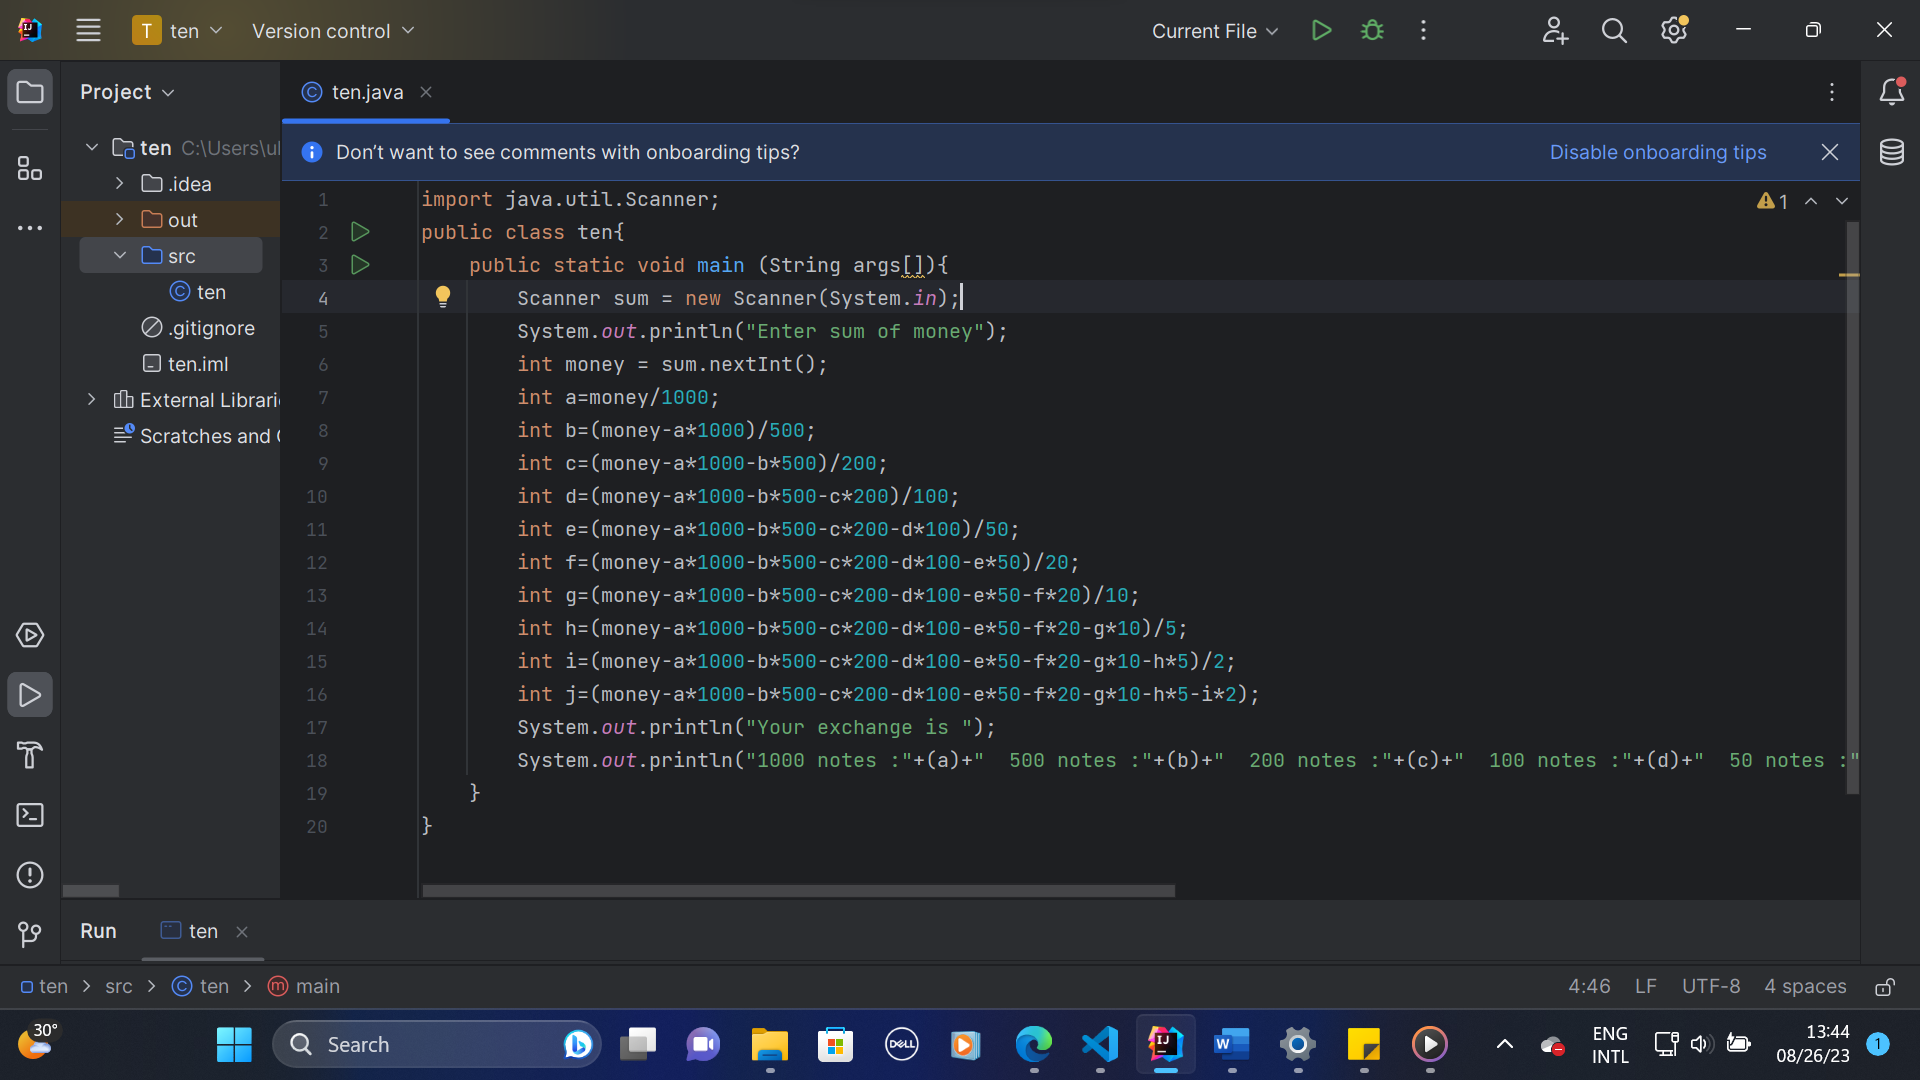 T ten Version control Current File
Project
ten.java
ten C:\Users\ul
Don't want to see comments with onboarding tips? Disable onboarding tips
.idea
out
src
ten
.gitignore
ten.iml
External Librari
Scratches and
1 import java.util.Scanner;
2 public class ten{
3 public static void main (String args[]){
4 Scanner sum = new Scanner(System.in);
5 System.out.println("Enter sum of money");
6 int money = sum.nextInt();
7 int a=money/1000;
8 int b=(money-a*1000)/500;
9 int c=(money-a*1000-b*500)/200;
10 int d=(money-a*1000-b*500-c*200)/100;
11 int e=(money-a*1000-b*500-c*200-d*100)/50;
12 int f=(money-a*1000-b*500-c*200-d*100-e*50)/20;
13 int g=(money-a*1000-b*500-c*200-d*100-e*50-f*20)/10;
14 int h=(money-a*1000-b*500-c*200-d*100-e*50-f*20-g*10)/5;
15 int i=(money-a*1000-b*500-c*200-d*100-e*50-f*20-g*10-h*5)/2;
16 int j=(money-a*1000-b*500-c*200-d*100-e*50-f*20-g*10-h*5-i*2);
17 System.out.println("Your exchange is ");
18 System.out.println("1000 notes :"+(a)+"  500 notes :"+(b)+"  200 notes :"+(c)+"  100 notes :"+(d)+"  50 notes :"
19 }
20 }
1
Run ten
ten > src > ten > main
4:46 LF UTF-8 4 spaces
30°
Search
DELL
IJ
W
ENG
INTL
13:44
08/26/23
1